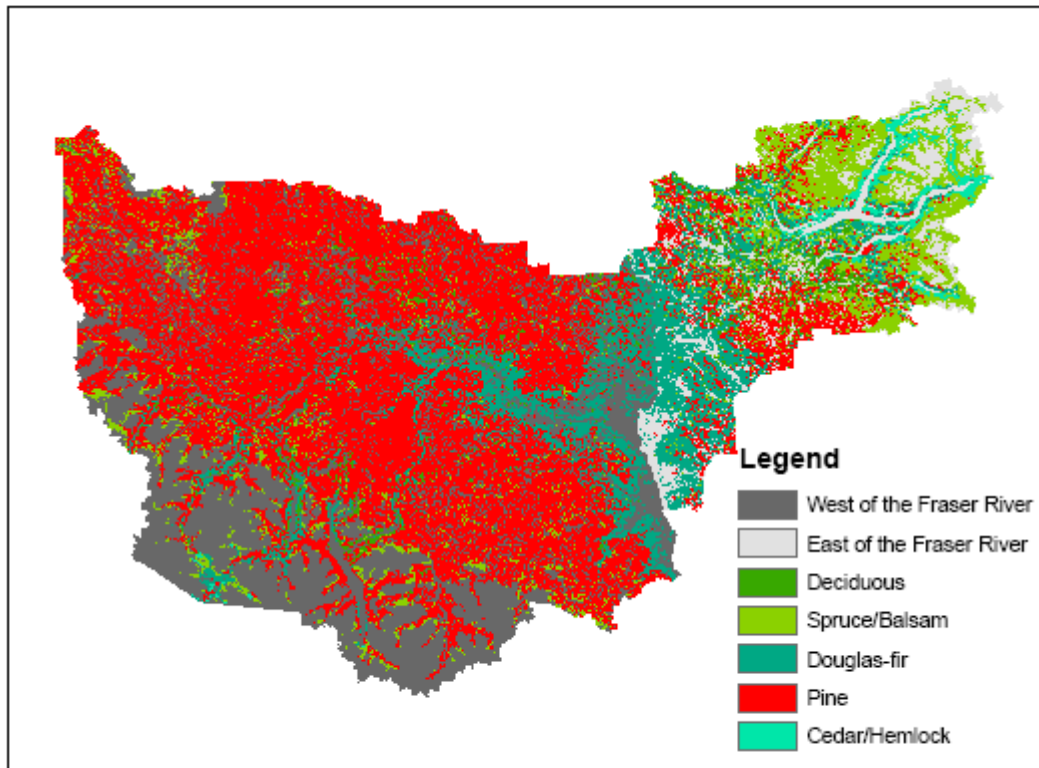 Legend
West of the Fraser River
East of the Fraser River
Deciduous
Spruce/Balsam
Douglas-fir
Pine
Cedar/Hemlock